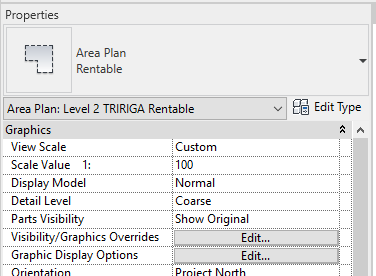 Properties
Area Plan
Rentable
Area Plan: Level 2 TRIRIGA Rentable
Edit Type
Graphics
View Scale Custom
Scale Value 1: 100
Display Model Normal
Detail Level Coarse
Parts Visibility Show Original
Visibility/Graphics Overrides Edit...
Graphic Display Options Edit...
Orientation Project North